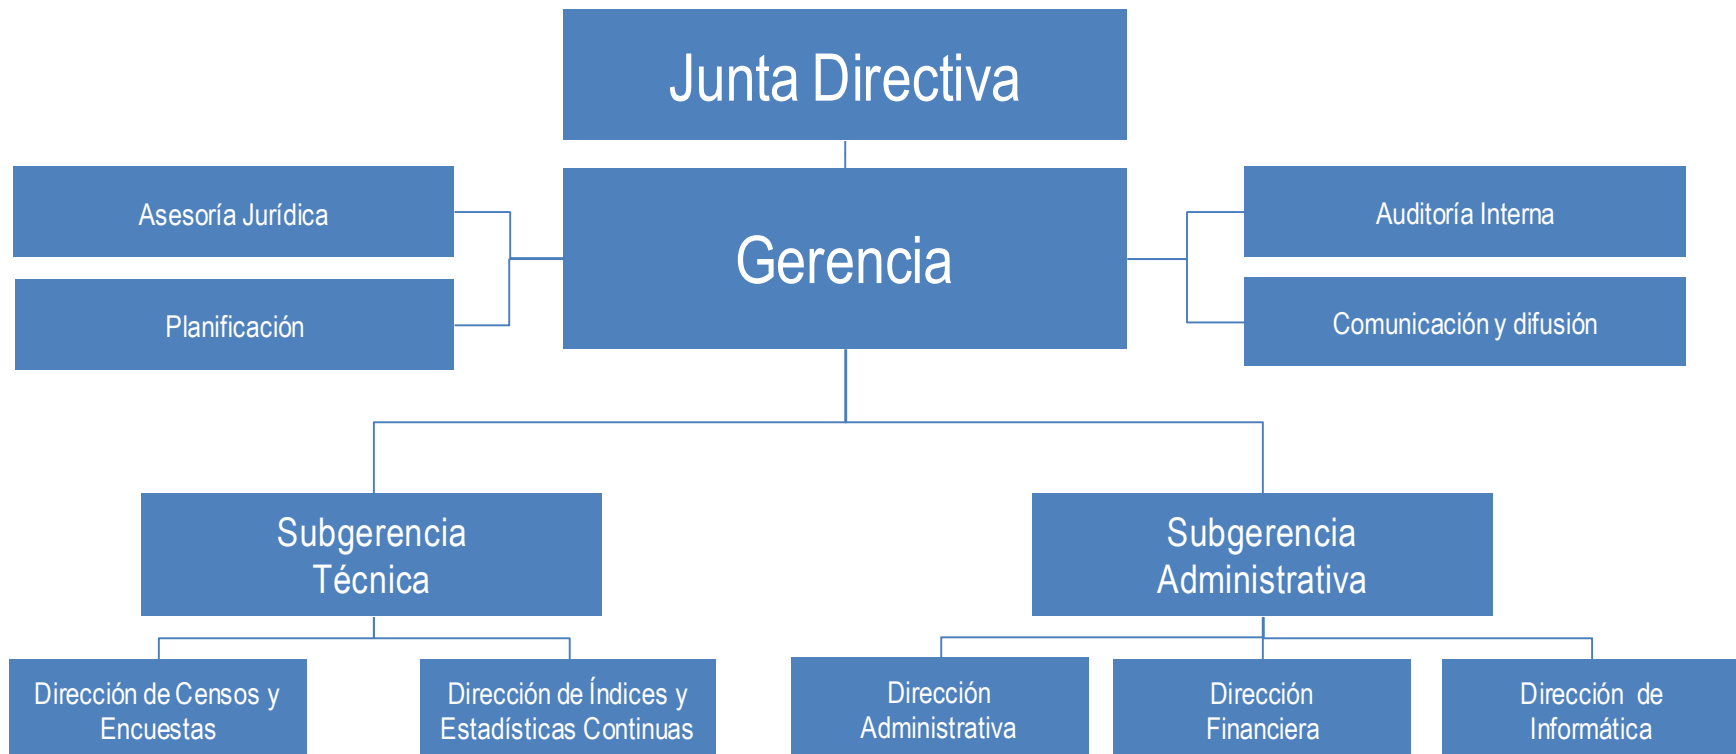 Junta Directiva
Asesoría Jurídica
Gerencia
Auditoría Interna
Planificación
Comunicación y difusión
Subgerencia
Técnica
Subgerencia
Administrativa
Dirección de Censos y
Encuestas
Dirección de Índices y
Estadísticas Continuas
Dirección
Administrativa
Dirección
Financiera
Dirección de
Informática